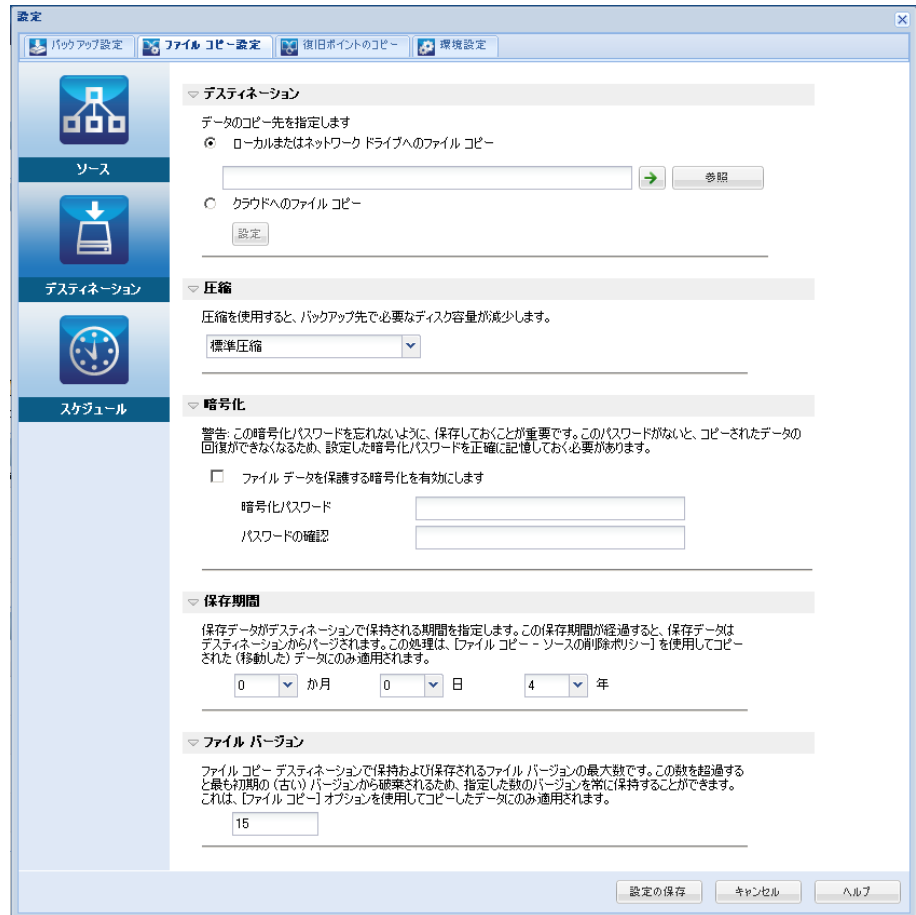 設定
バックアップ設定
ファイル コピー設定
復旧ポイントのコピー
環境設定
ソース
デスティネーション
スケジュール
デスティネーション
データのコピー先を指定します
ローカルまたはネットワーク ドライブへのファイル コピー
参照
クラウドへのファイル コピー
設定
圧縮
圧縮を使用すると、バックアップ先で必要なディスク容量が減少します。
標準圧縮
暗号化
警告: この暗号化パスワードを忘れないように、保存しておくことが重要です。このパスワードがないと、コピーされたデータの
回復ができなくなるため、設定した暗号化パスワードを正確に記憶しておく必要があります。
ファイル データを保護する暗号化を有効にします
暗号化パスワード
パスワードの確認
保存期間
保存データがデスティネーションで保持される期間を指定します。この保存期間が経過すると、保存データは
デスティネーションからパージされます。この処理は、[ファイル コピー - ソースの削除ポリシー] を使用してコピー
された (移動した) データにのみ適用されます。
0 か月 0 日 4 年
ファイル バージョン
ファイル コピー デスティネーションで保持および保存されるファイル バージョンの最大数です。この数を超過する
と最も初期の (古い) バージョンから破棄されるため、指定した数のバージョンを常に保持することができます。
これは、[ファイル コピー] オプションを使用してコピーしたデータにのみ適用されます。
15
設定の保存 キャンセル ヘルプ